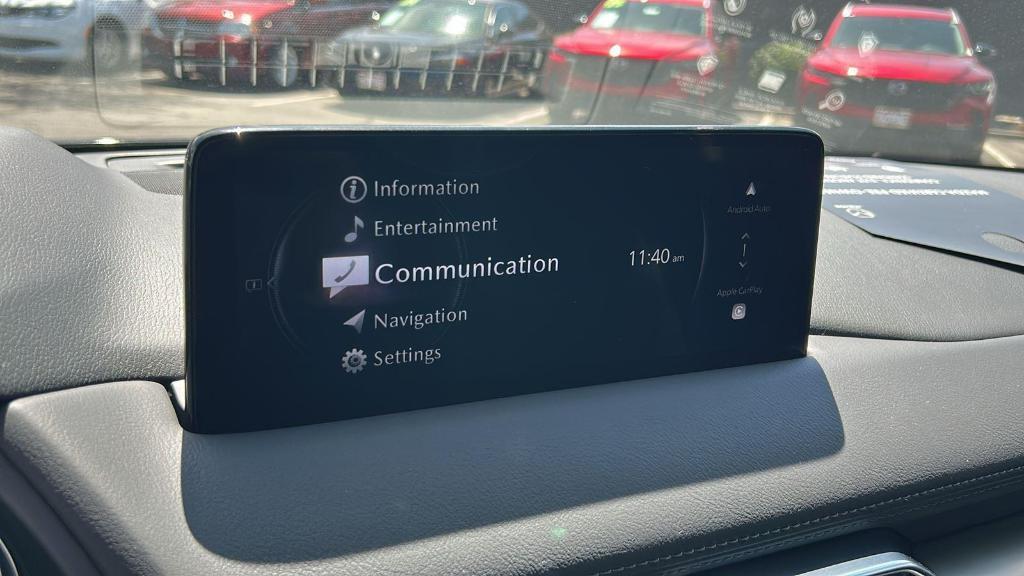 Information
Entertainment
Communication
Navigation
Settings
11:40 am
Android Auto
Apple CarPlay